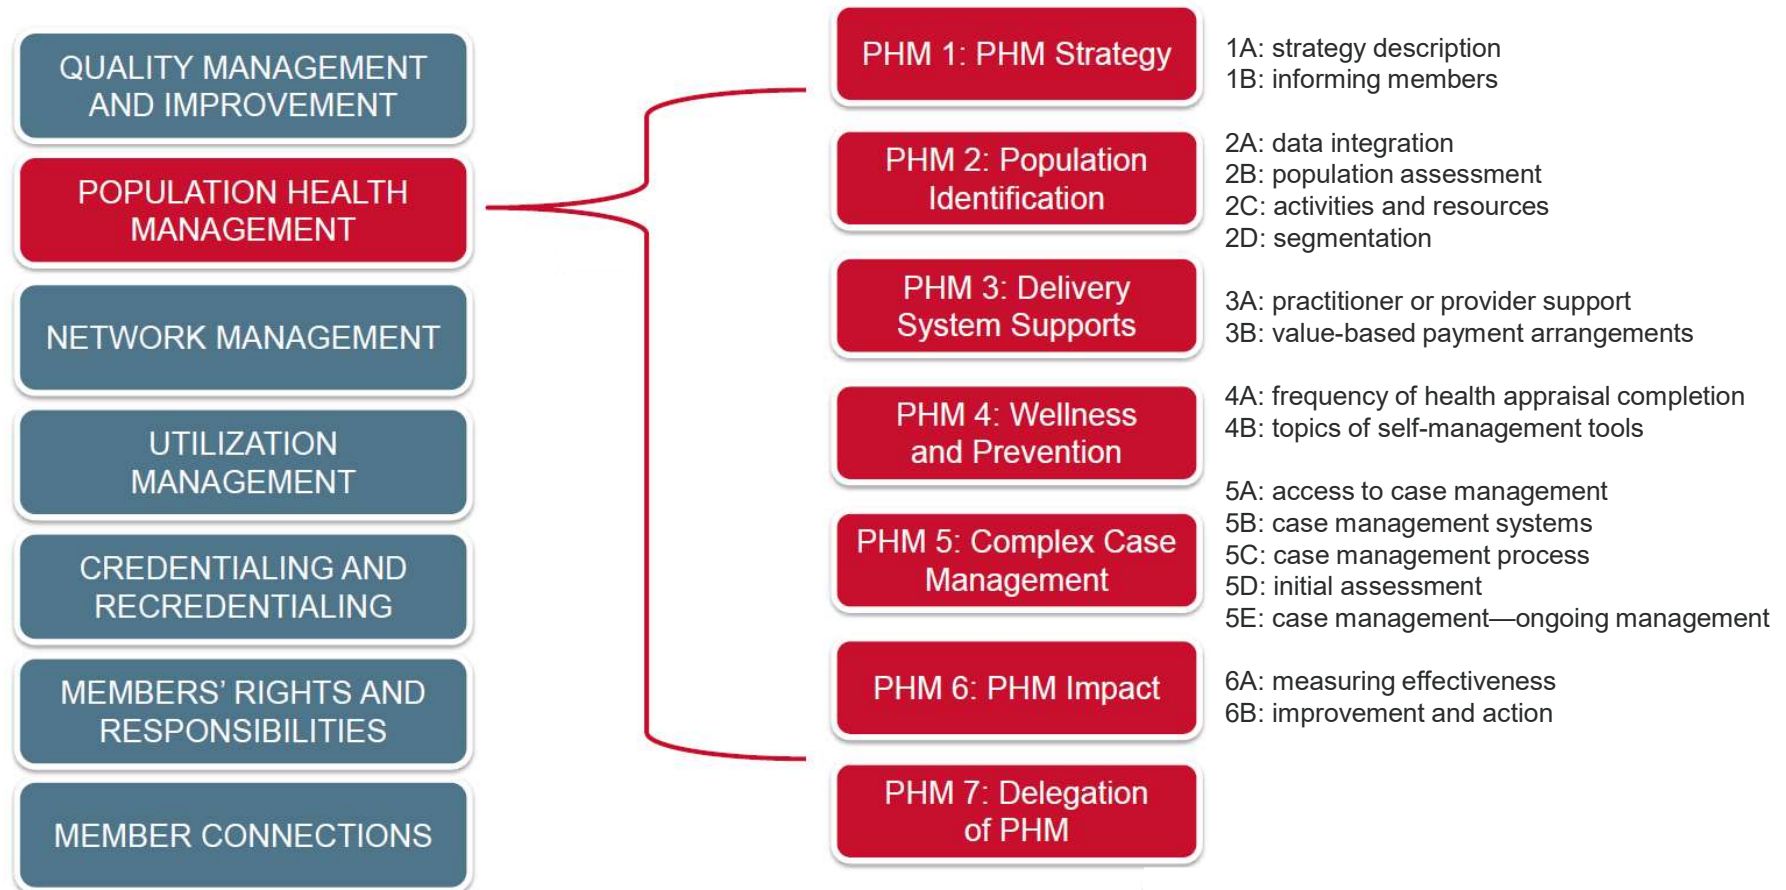 QUALITY MANAGEMENT
AND IMPROVEMENT
POPULATION HEALTH
MANAGEMENT
NETWORK MANAGEMENT
UTILIZATION
MANAGEMENT
CREDENTIALING AND
RECREDENTIALING
MEMBERS’ RIGHTS AND
RESPONSIBILITIES
MEMBER CONNECTIONS
PHM 1: PHM Strategy
1A: strategy description
1B: informing members
PHM 2: Population
Identification
2A: data integration
2B: population assessment
2C: activities and resources
2D: segmentation
PHM 3: Delivery
System Supports
3A: practitioner or provider support
3B: value-based payment arrangements
PHM 4: Wellness
and Prevention
4A: frequency of health appraisal completion
4B: topics of self-management tools
PHM 5: Complex Case
Management
5A: access to case management
5B: case management systems
5C: case management process
5D: initial assessment
5E: case management—ongoing management
PHM 6: PHM Impact
6A: measuring effectiveness
6B: improvement and action
PHM 7: Delegation
of PHM